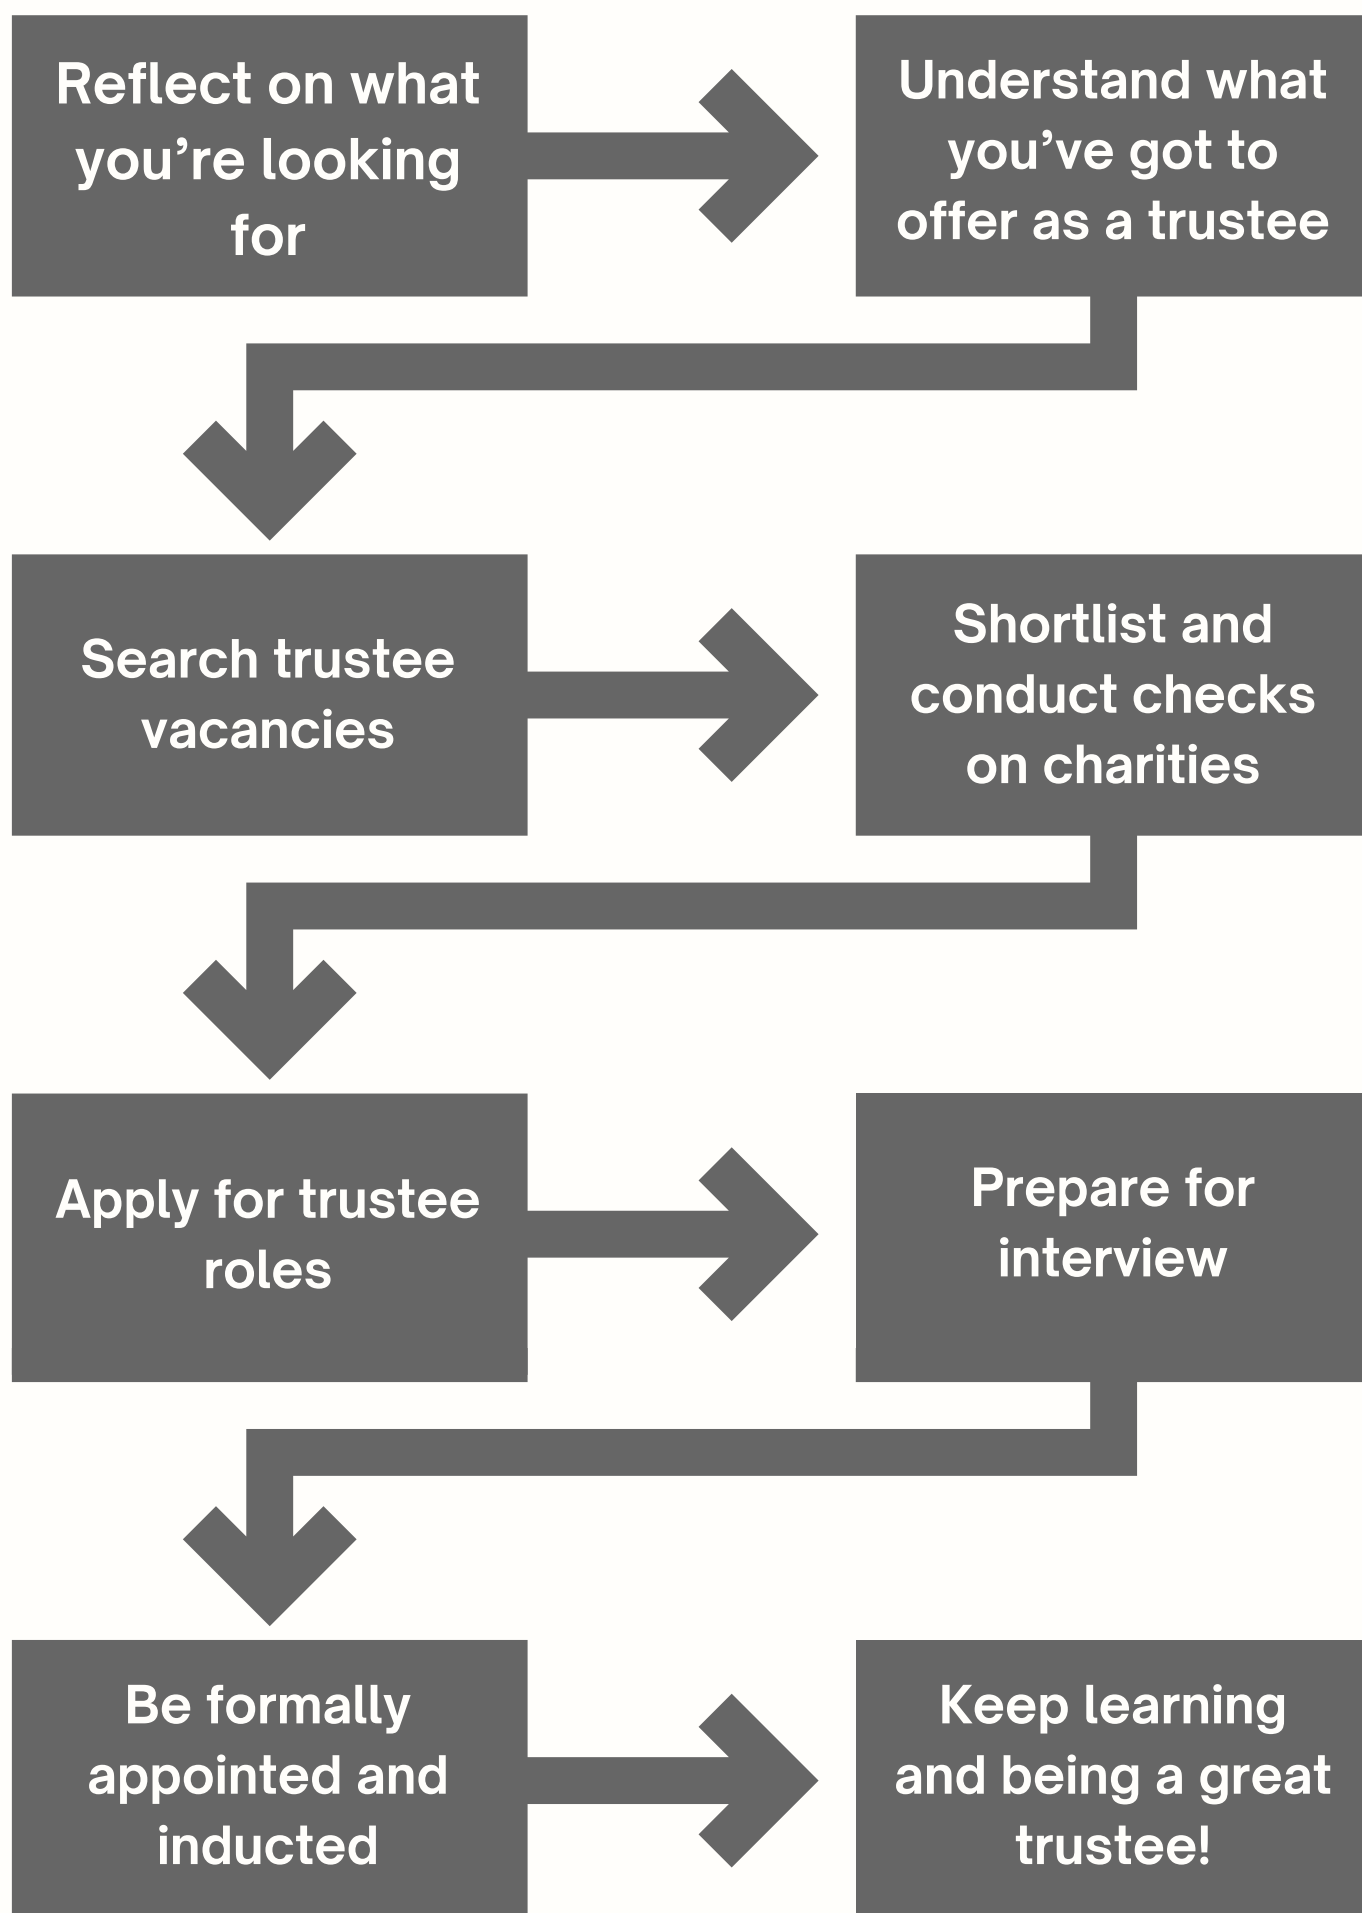 Reflect on what
you’re looking
for
Understand what
you’ve got to
offer as a trustee
Search trustee
vacancies
Shortlist and
conduct checks
on charities
Apply for trustee
roles
Prepare for
interview
Be formally
appointed and
inducted
Keep learning
and being a great
trustee!